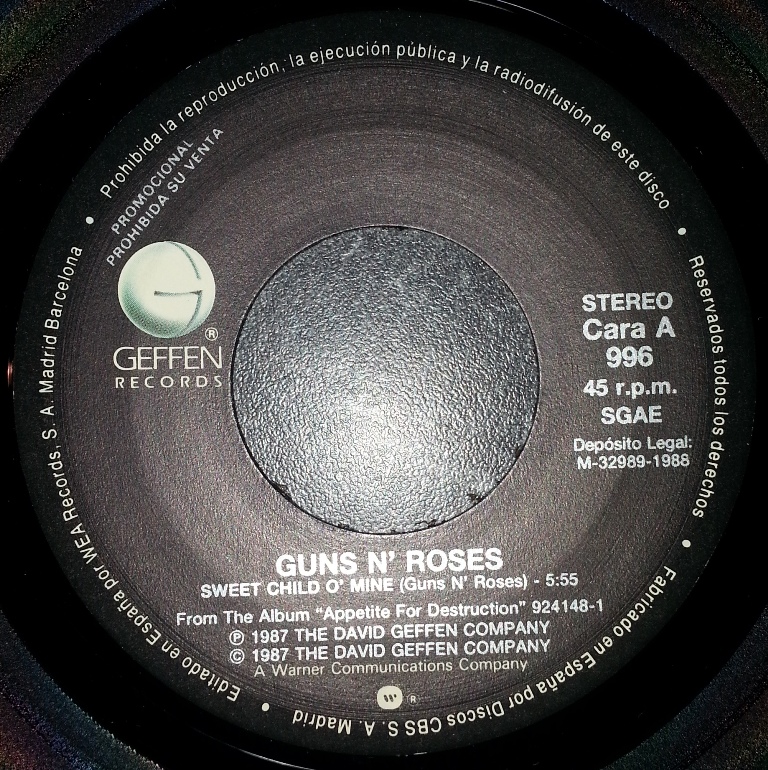 Prohibida la reproducción, la ejecución pública y la radiodifusión de este disco • Reservados todos los derechos • Fabricado en España por Discos CBS S. A. Madrid • Editado en España por WEA Records, S. A. Madrid Barcelona •
PROMOCIONAL
PROHIBIDA SU VENTA
G
®
GEFFEN
RECORDS
STEREO
Cara A
996
45 r.p.m.
SGAE
Depósito Legal:
M-32989-1988
GUNS N' ROSES
SWEET CHILD O' MINE (Guns N' Roses) - 5:55
From The Album "Appetite For Destruction" 924148-1
℗ 1987 THE DAVID GEFFEN COMPANY
© 1987 THE DAVID GEFFEN COMPANY
A Warner Communications Company
W ®